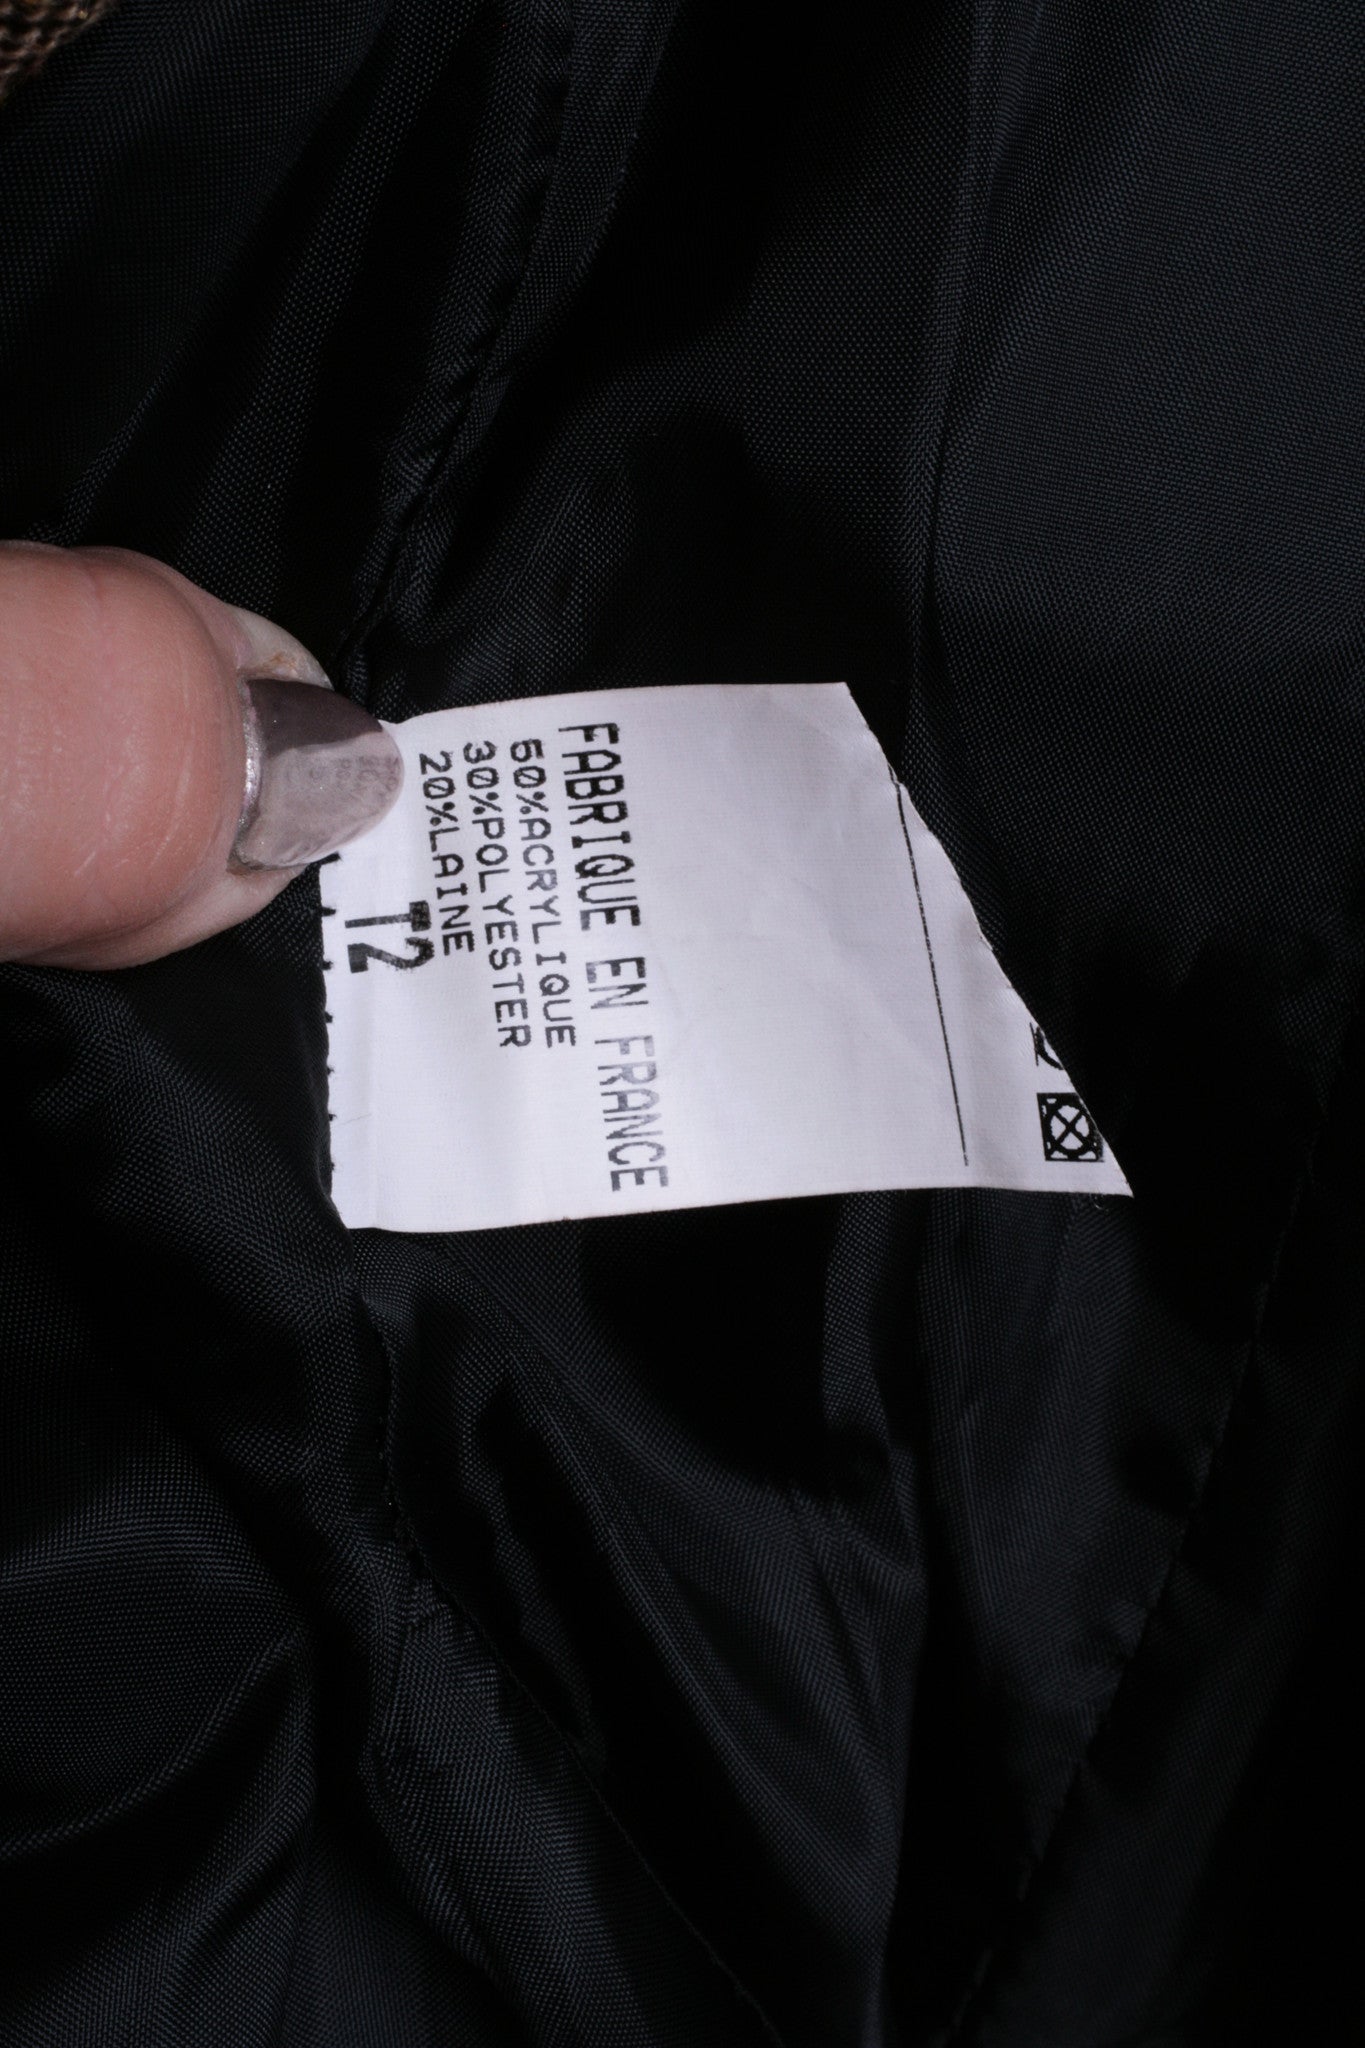 FABRIQUE EN FRANCE
50%ACRYLIQUE
30%POLYESTER
20%LAINE
T2